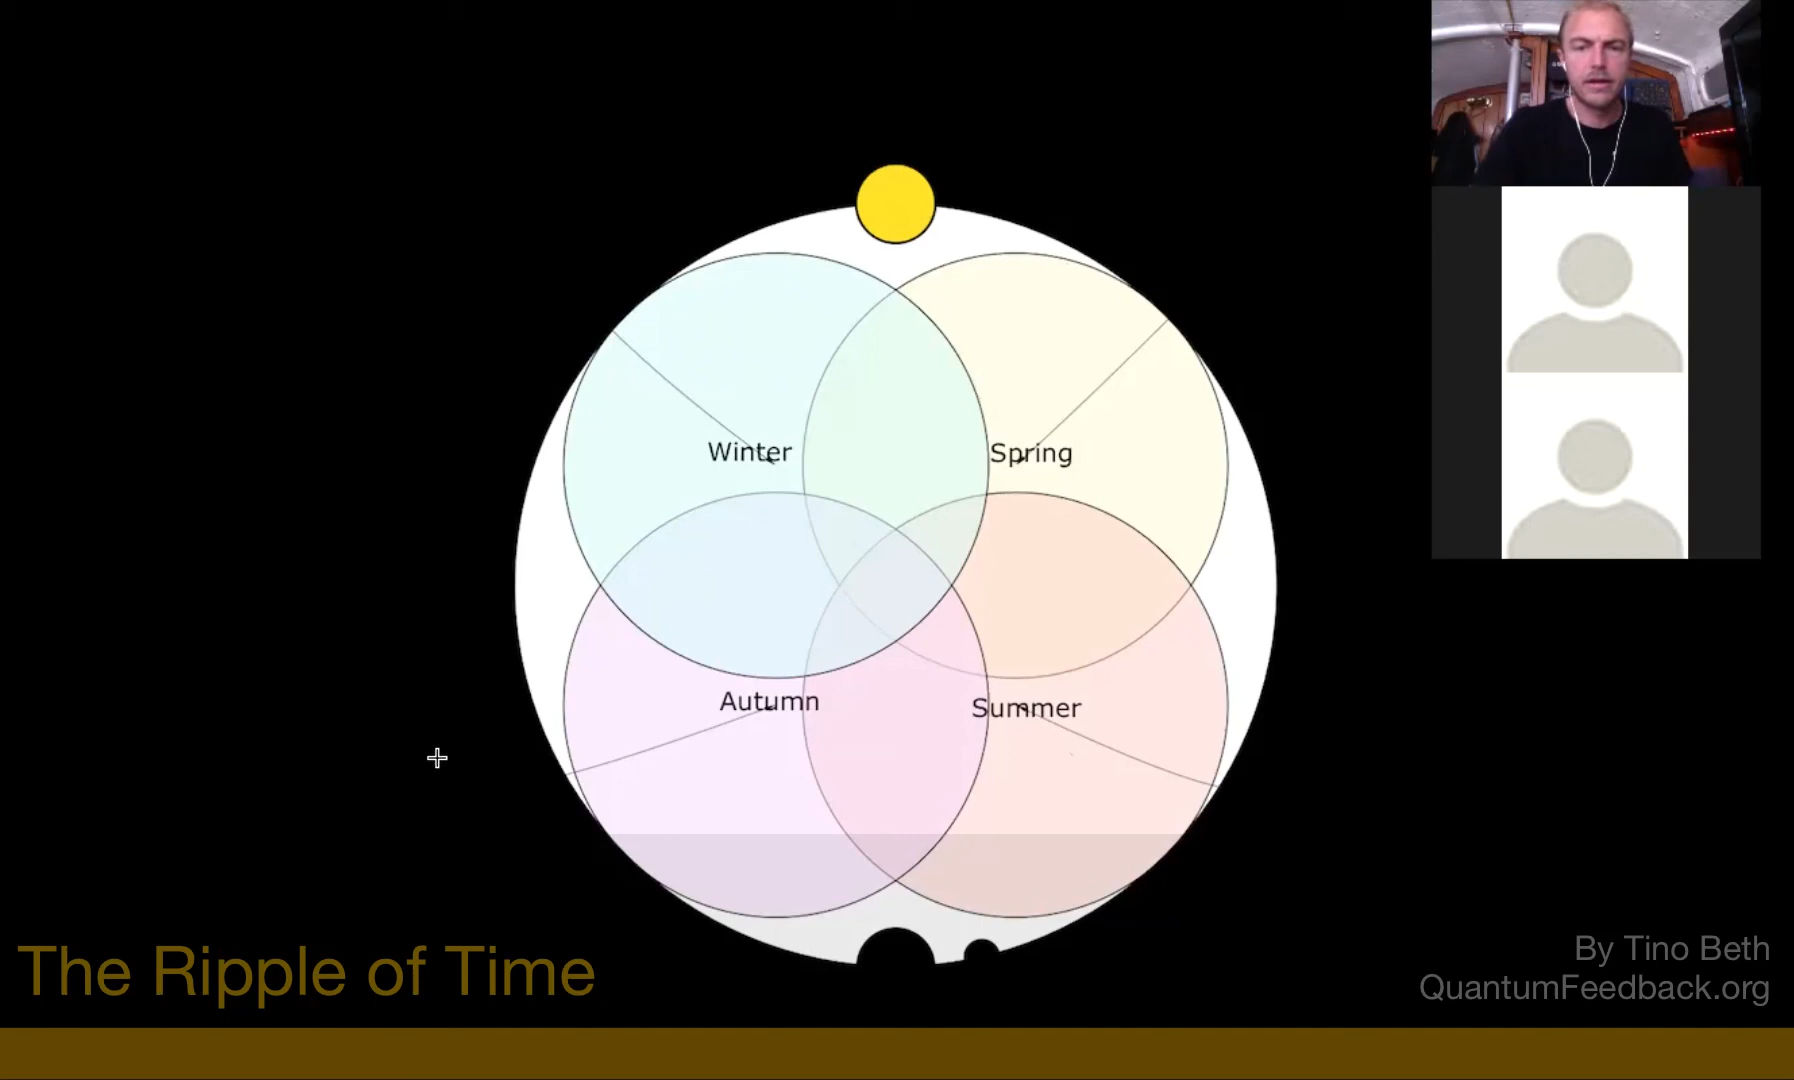 Winter
Spring
Autumn
Summer
The Ripple of Time
By Tino Beth
QuantumFeedback.org